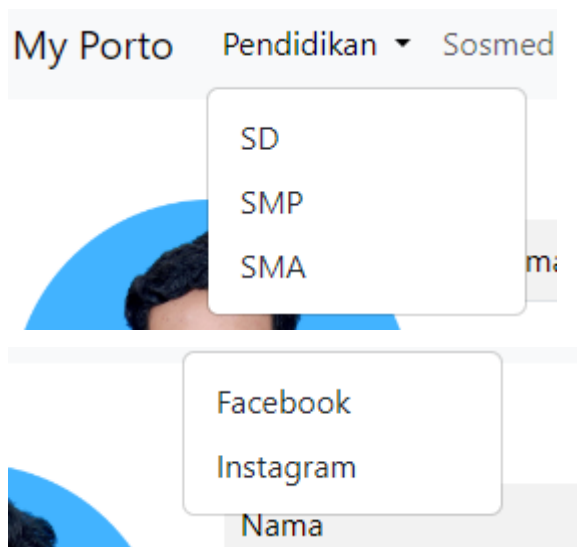 My Porto Pendidikan Sosmed
SD
SMP
SMA
Facebook
Instagram
Nama